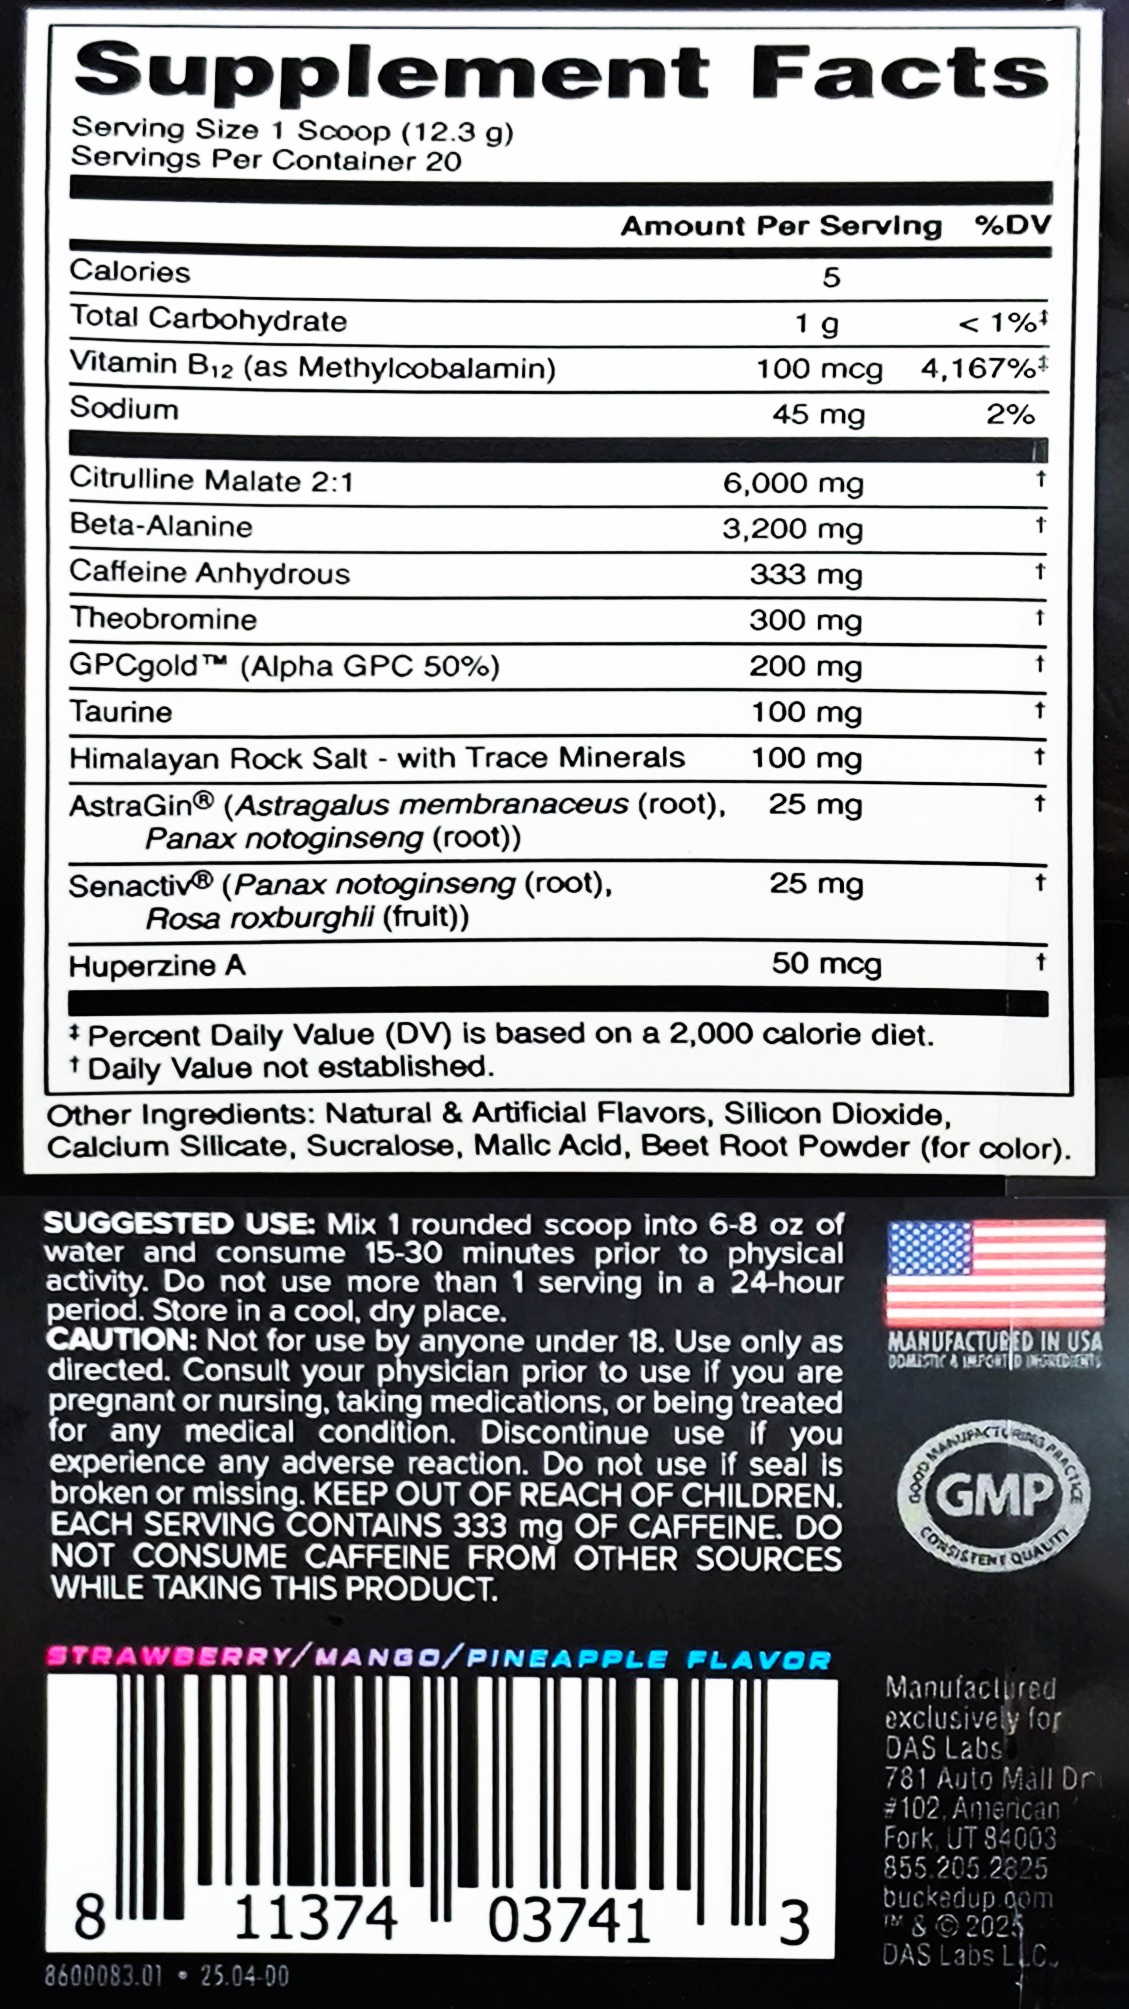 Supplement Facts
Serving Size 1 Scoop (12.3 g)
Servings Per Container 20
Amount Per Serving %DV
Calories 5
Total Carbohydrate 1 g < 1%‡
Vitamin B12 (as Methylcobalamin) 100 mcg 4,167%‡
Sodium 45 mg 2%
Citrulline Malate 2:1 6,000 mg †
Beta-Alanine 3,200 mg †
Caffeine Anhydrous 333 mg †
Theobromine 300 mg †
GPCgold™ (Alpha GPC 50%) 200 mg †
Taurine 100 mg †
Himalayan Rock Salt - with Trace Minerals 100 mg †
AstraGin® (Astragalus membranaceus (root), 25 mg †
Panax notoginseng (root))
Senactiv® (Panax notoginseng (root), 25 mg †
Rosa roxburghii (fruit))
Huperzine A 50 mcg †
‡ Percent Daily Value (DV) is based on a 2,000 calorie diet.
† Daily Value not established.
Other Ingredients: Natural & Artificial Flavors, Silicon Dioxide,
Calcium Silicate, Sucralose, Malic Acid, Beet Root Powder (for color).
SUGGESTED USE: Mix 1 rounded scoop into 6-8 oz of
water and consume 15-30 minutes prior to physical
activity. Do not use more than 1 serving in a 24-hour
period. Store in a cool, dry place.
CAUTION: Not for use by anyone under 18. Use only as
directed. Consult your physician prior to use if you are
pregnant or nursing, taking medications, or being treated
for any medical condition. Discontinue use if you
experience any adverse reaction. Do not use if seal is
broken or missing. KEEP OUT OF REACH OF CHILDREN.
EACH SERVING CONTAINS 333 mg OF CAFFEINE. DO
NOT CONSUME CAFFEINE FROM OTHER SOURCES
WHILE TAKING THIS PRODUCT.
MANUFACTURED IN USA
DOMESTIC & IMPORTED INGREDIENTS
GOOD MANUFACTURING PRACTICE
GMP
CONSISTENT QUALITY
STRAWBERRY/MANGO/PINEAPPLE FLAVOR
8 11374 03741 3
8600083.01 • 25.04-00
Manufactured
exclusively for
DAS Labs
781 Auto Mall Dr
#102, American
Fork, UT 84003
855.205.2825
buckedup.com
™ & © 2025
DAS Labs LLC.